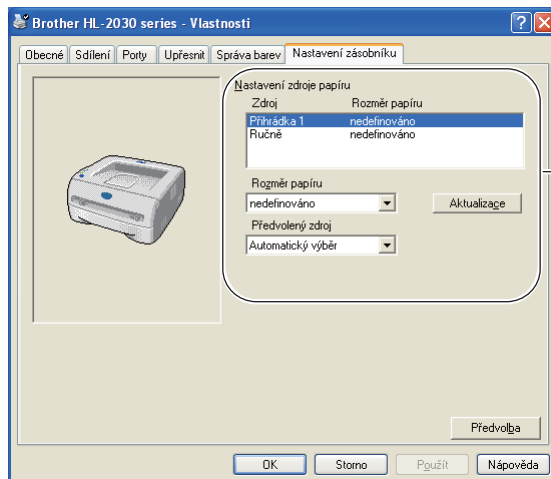 Brother HL-2030 series - Vlastnosti
Obecné Sdílení Porty Upřesnit Správa barev Nastavení zásobníku
Nastavení zdroje papíru
Zdroj Rozměr papíru
Přihrádka 1 nedefinováno
Ručně nedefinováno
Rozměr papíru
nedefinováno Aktualizace
Předvolený zdroj
Automatický výběr
Předvolba
OK Storno Použít Nápověda